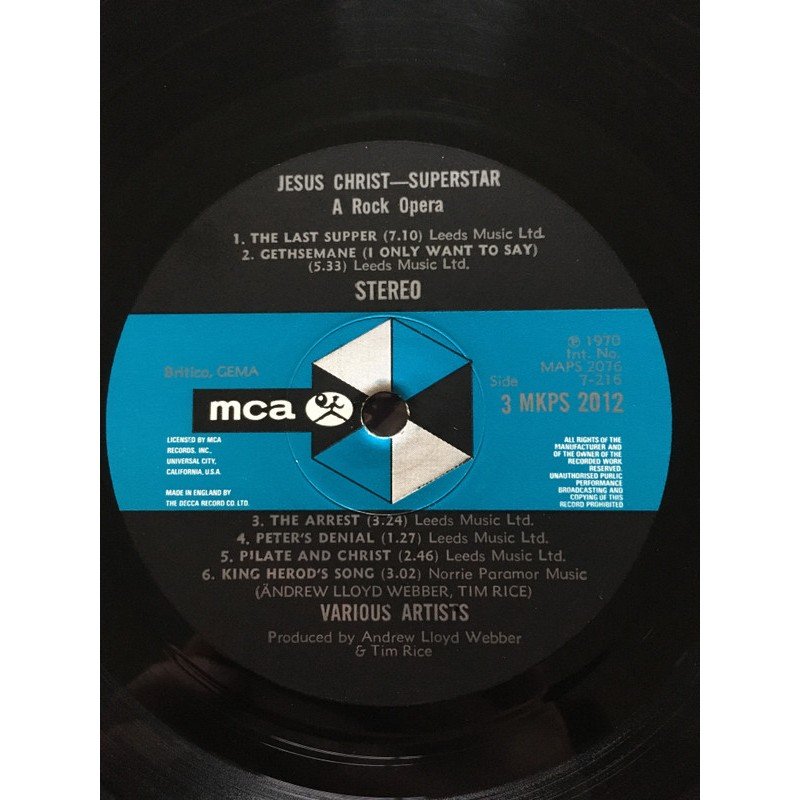 JESUS CHRIST—SUPERSTAR
A Rock Opera
1. THE LAST SUPPER (7.10) Leeds Music Ltd.
2. GETHSEMANE (I ONLY WANT TO SAY)
(5.33) Leeds Music Ltd.
STEREO
℗ 1970
Int. No.
MAPS 2076
7-216
Britico, GEMA
Side
3 MKPS 2012
mca
LICENSED BY MCA
RECORDS, INC.,
UNIVERSAL CITY,
CALIFORNIA, U.S.A.
MADE IN ENGLAND BY
THE DECCA RECORD CO. LTD.
ALL RIGHTS OF THE
MANUFACTURER AND
OF THE OWNER OF THE
RECORDED WORK
RESERVED.
UNAUTHORISED PUBLIC
PERFORMANCE
BROADCASTING AND
COPYING OF THIS
RECORD PROHIBITED
3. THE ARREST (3.24) Leeds Music Ltd.
4. PETER'S DENIAL (1.27) Leeds Music Ltd.
5. PILATE AND CHRIST (2.46) Leeds Music Ltd.
6. KING HEROD'S SONG (3.02) Norrie Paramor Music
(ANDREW LLOYD WEBBER, TIM RICE)
VARIOUS ARTISTS
Produced by Andrew Lloyd Webber
& Tim Rice